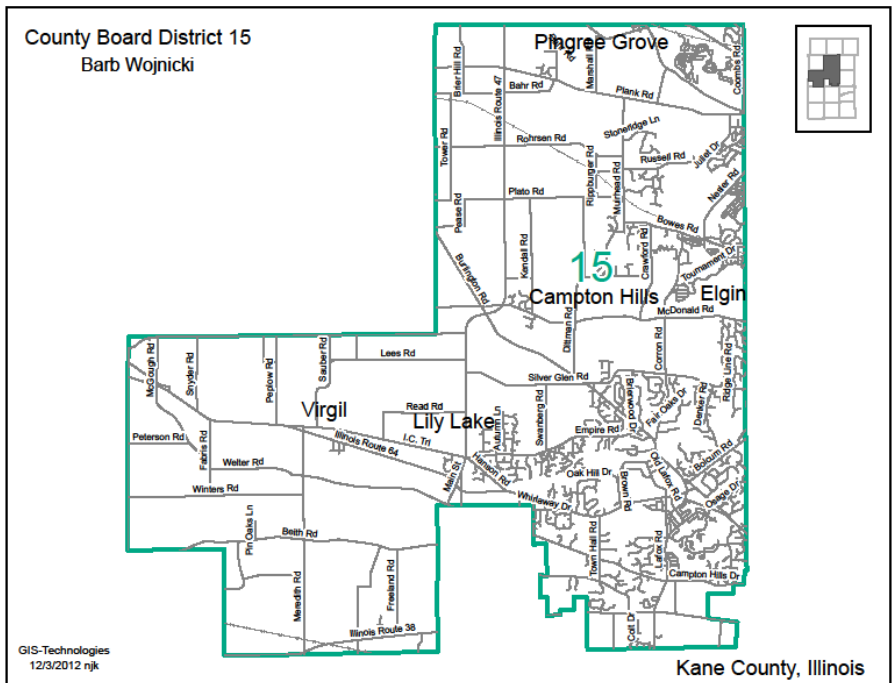 County Board District 15
Barb Wojnicki
Pingree Grove
Brier Hill Rd
Illinois Route 47
Bahr Rd
Marshall Rd
Plank Rd
Coombs Rd
Tower Rd
Rohrsen Rd
Stoneridge Ln
Russell Rd
Juliet Dr
Rippburger Rd
Muirhead Rd
Nesler Rd
Plato Rd
Pease Rd
Bowes Rd
Kendall Rd
Crawford Rd
Tournament Dr
Burlington Rd
15
Campton Hills
Elgin
McDonald Rd
Dittmen Rd
Corron Rd
Ridge Line Rd
McGough Rd
Snyder Rd
Peplow Rd
Sauber Rd
Lees Rd
Silver Glen Rd
Virgil
Read Rd
Lily Lake
Autumn Ln
Swanberg Rd
Briarwood Dr
Fair Oaks Dr
Denker Rd
Empire Rd
Peterson Rd
Fabris Rd
Illinois Route 64
I.C. Trl
Welter Rd
Main St
Hanson Rd
Oak Hill Dr
Brown Rd
Old Lafox Rd
Bolcum Rd
Osage Dr
Winters Rd
Whirlaway Dr
Pin Oaks Ln
Beith Rd
Town Hall Rd
Lafox Rd
Campton Hills Dr
Meredith Rd
Freeland Rd
Illinois Route 38
Colt Dr
GIS-Technologies
12/3/2012 njk
Kane County, Illinois